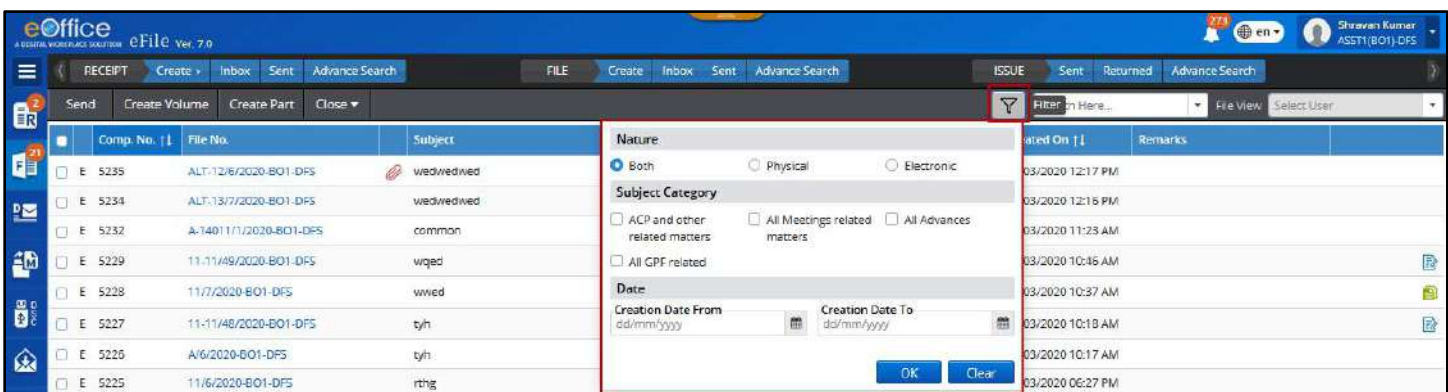 eOffice
A DIGITAL WORKPLACE SOLUTION eFile Ver. 7.0
273
en
Shravan Kumar
ASST1(BO1)-DFS
RECEIPT Create Inbox Sent Advance Search FILE Create Inbox Sent Advance Search ISSUE Sent Returned Advance Search
2
R
Send Create Volume Create Part Close Filter Here... File View Select User
Comp. No. File No. Subject ated On Remarks
21
F
E 5235 ALT-12/6/2020-BO1-DFS wedwedwed 03/2020 12:17 PM
E 5234 ALT-13/7/2020-BO1-DFS wedwedwed 03/2020 12:16 PM
D
E 5232 A-14011/1/2020-BO1-DFS common 03/2020 11:23 AM
M
E 5229 11-11/49/2020-BO1-DFS wqed 03/2020 10:46 AM
E 5228 11/7/2020-BO1-DFS wwed 03/2020 10:37 AM
DSC
E 5227 11-11/48/2020-BO1-DFS tyh 03/2020 10:18 AM
E 5226 A/6/2020-BO1-DFS tyh 03/2020 10:17 AM
E 5225 11/6/2020-BO1-DFS rthg 03/2020 06:27 PM
Nature
Both Physical Electronic
Subject Category
ACP and other related matters
All Meetings related matters
All Advances
All GPF related
Date
Creation Date From Creation Date To
dd/mm/yyyy dd/mm/yyyy
OK Clear